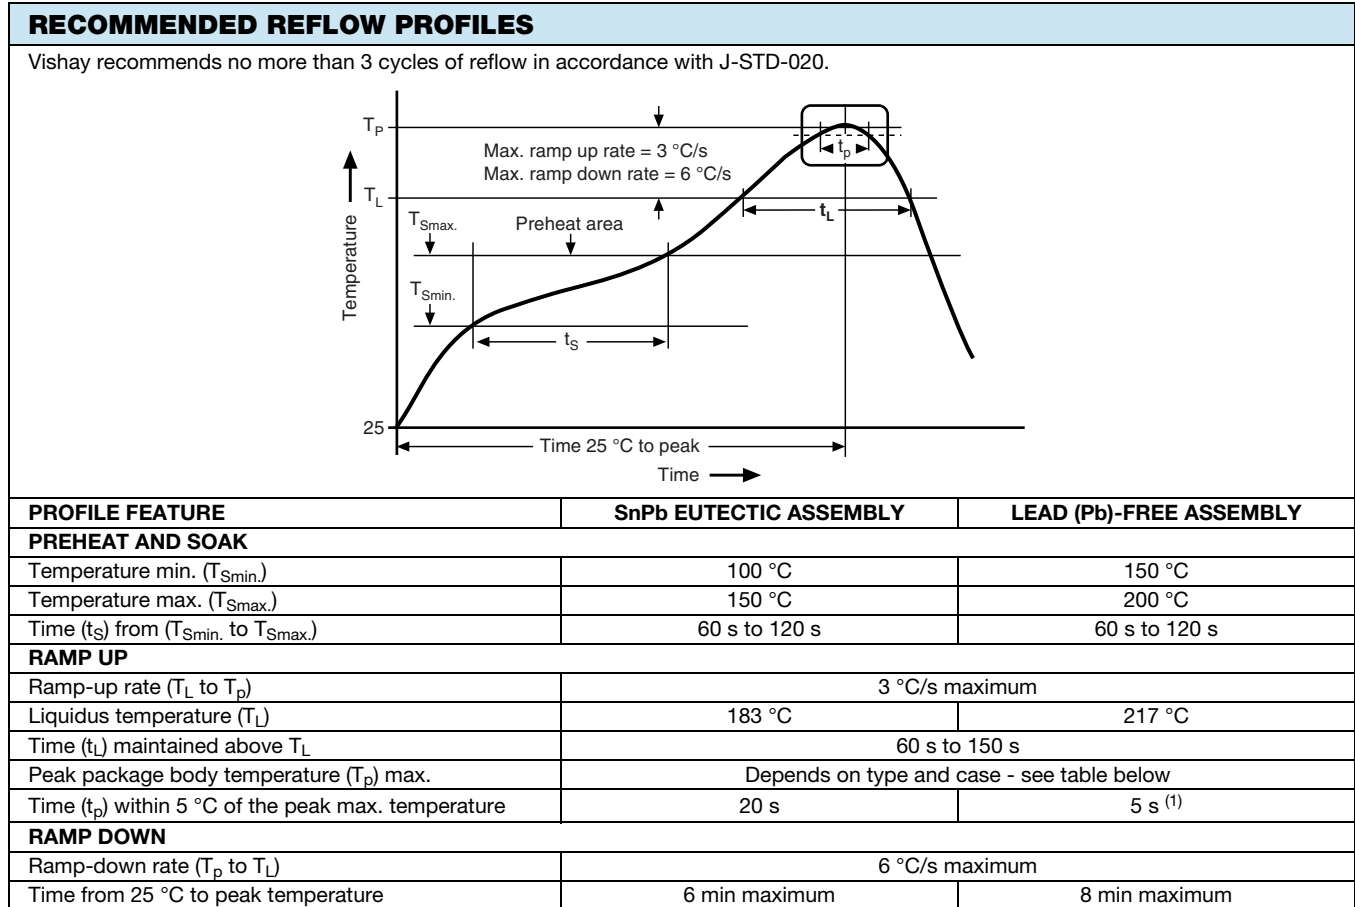 RECOMMENDED REFLOW PROFILES
Vishay recommends no more than 3 cycles of reflow in accordance with J-STD-020.
TP
Max. ramp up rate = 3 °C/s
Max. ramp down rate = 6 °C/s
tp
TL
tL
TSmax.
Preheat area
Temperature
TSmin.
tS
25
Time 25 °C to peak
Time
PROFILE FEATURE SnPb EUTECTIC ASSEMBLY LEAD (Pb)-FREE ASSEMBLY
PREHEAT AND SOAK
Temperature min. (TSmin.) 100 °C 150 °C
Temperature max. (TSmax.) 150 °C 200 °C
Time (tS) from (TSmin. to TSmax.) 60 s to 120 s 60 s to 120 s
RAMP UP
Ramp-up rate (TL to Tp) 3 °C/s maximum
Liquidus temperature (TL) 183 °C 217 °C
Time (tL) maintained above TL 60 s to 150 s
Peak package body temperature (Tp) max. Depends on type and case - see table below
Time (tp) within 5 °C of the peak max. temperature 20 s 5 s (1)
RAMP DOWN
Ramp-down rate (Tp to TL) 6 °C/s maximum
Time from 25 °C to peak temperature 6 min maximum 8 min maximum